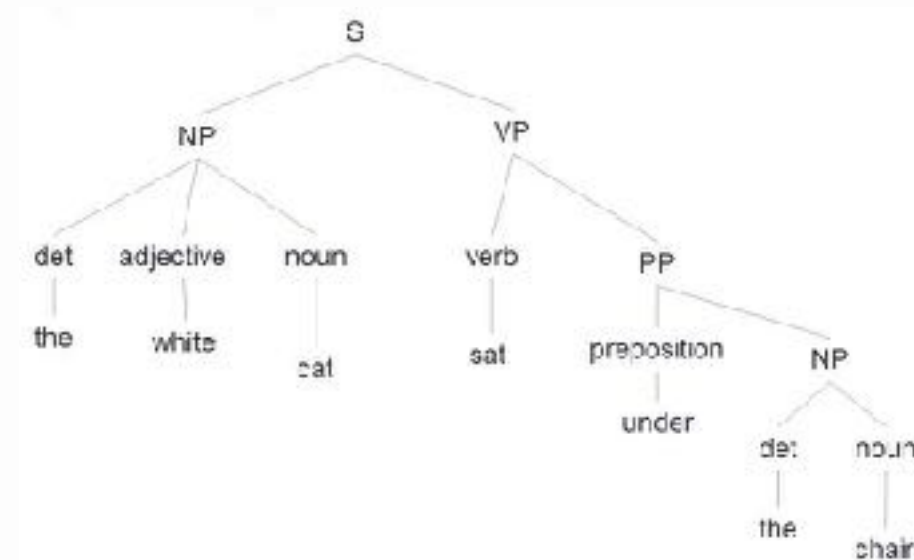 S
NP VP
det adjective noun verb PP
the white cat sat preposition NP
under det noun
the chair